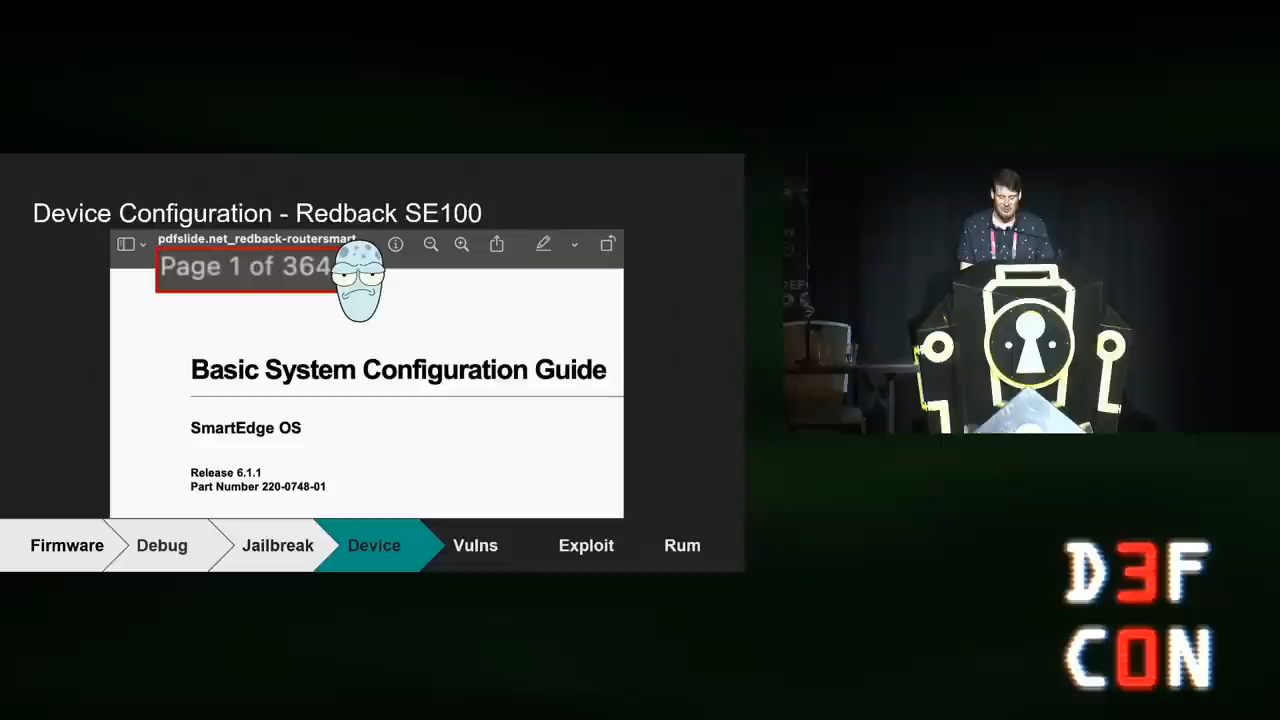 Device Configuration - Redback SE100
pdfslide.net_redback-routersmart
Page 1 of 364
Basic System Configuration Guide
SmartEdge OS
Release 6.1.1
Part Number 220-0748-01
Firmware
Debug
Jailbreak
Device
Vulns
Exploit
Rum
D3F
C0N